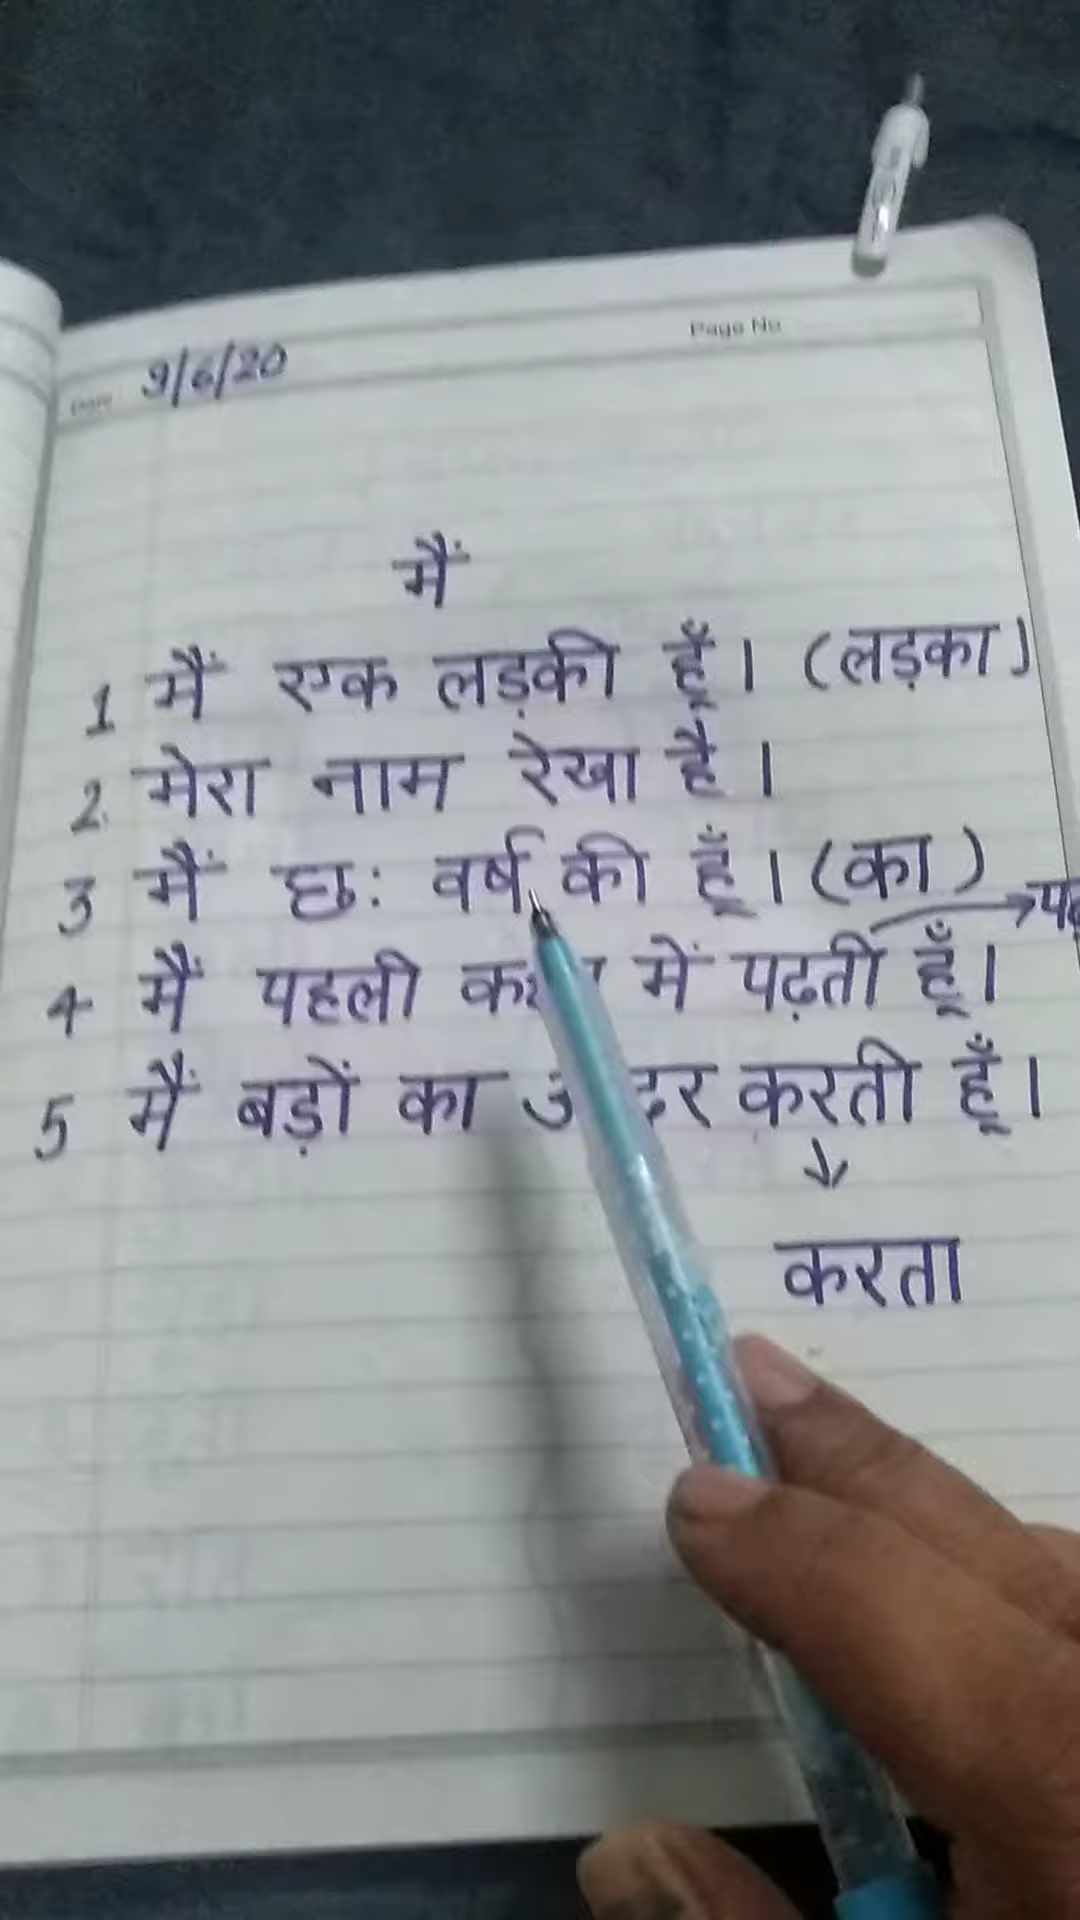 Page No
Date 9/6/20
मैं
1 मैं एक लड़की हूँ। (लड़का)
2. मेरा नाम रेखा है।
3 मैं छः वर्ष की हूँ। (का)
4 मैं पहली में पढ़ती हूँ। →
5 मैं बड़ों का करती हूँ।
↓
करता